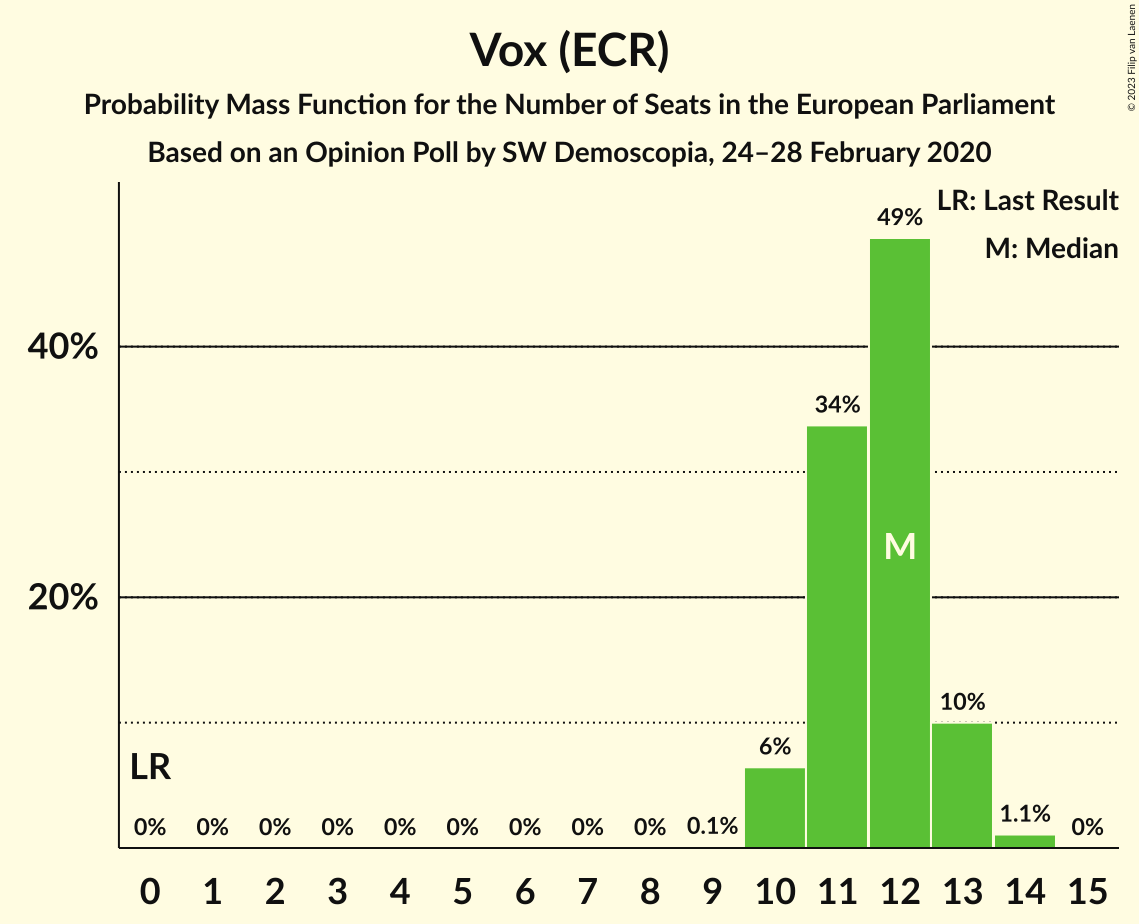 Vox (ECR)
Probability Mass Function for the Number of Seats in the European Parliament
Based on an Opinion Poll by SW Demoscopia, 24–28 February 2020
© 2023 Filip van Laenen
LR: Last Result
M: Median
49%
40%
34%
M
20%
10%
6%
LR
1.1%
0% 0% 0% 0% 0% 0% 0% 0% 0% 0.1% 0%
0 1 2 3 4 5 6 7 8 9 10 11 12 13 14 15